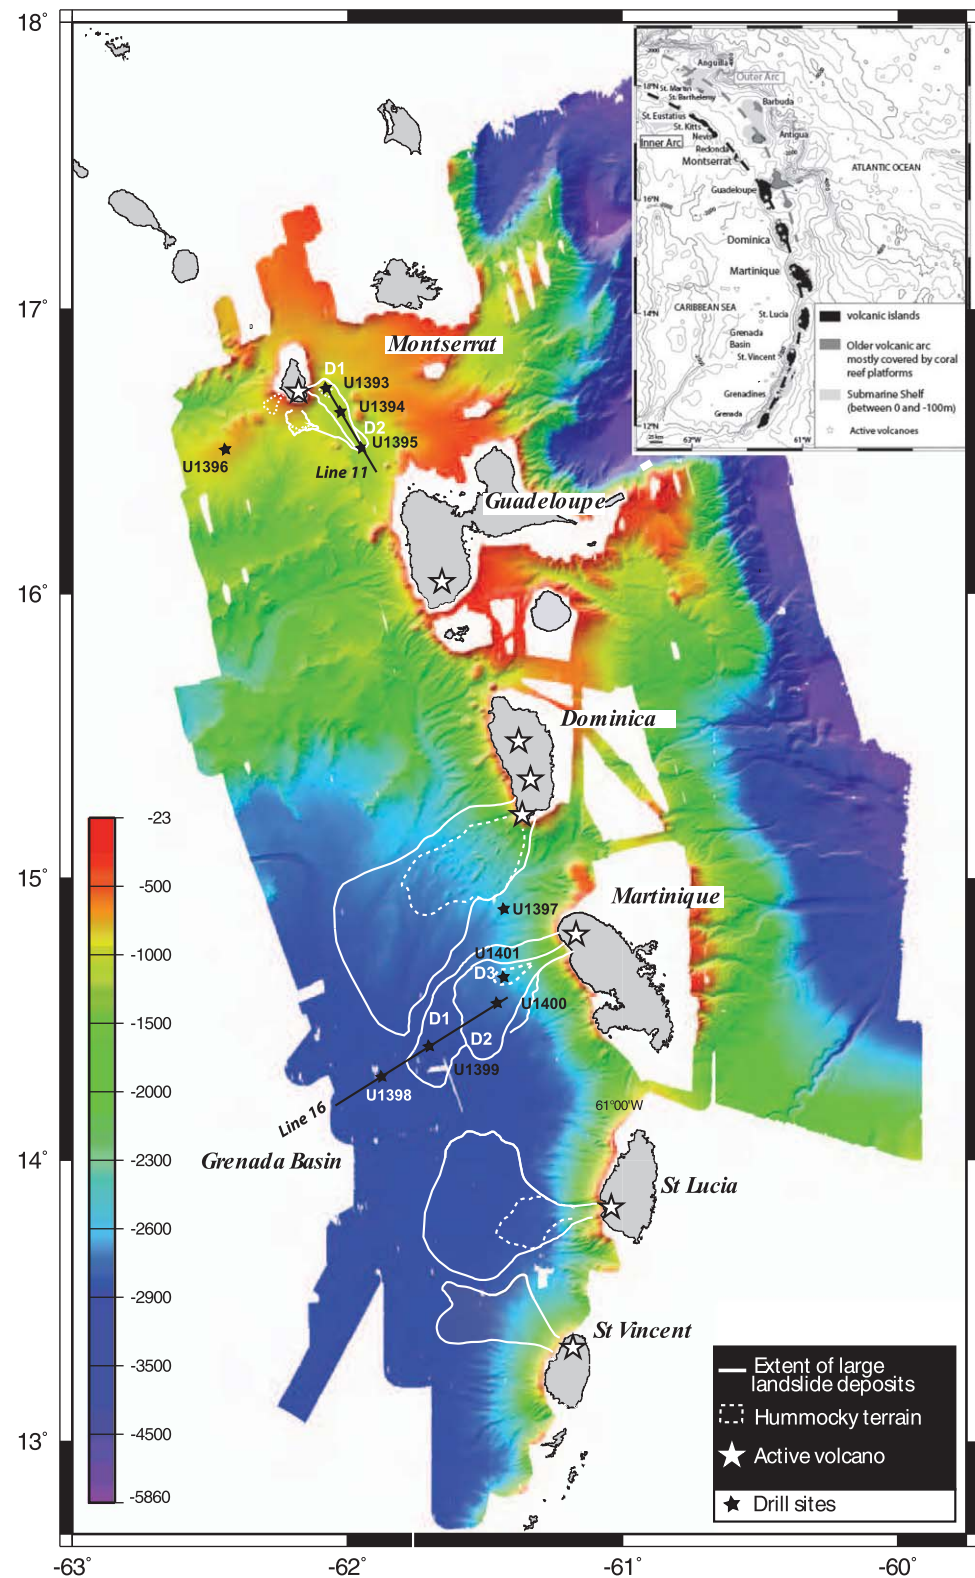 18°
17°
16°
15°
14°
13°
-63°
-62°
-61°
-60°
Anguilla
Outer Arc
18°N
St. Martin
St. Barthelemy
Barbuda
St. Eustatius
St. Kitts
Nevis
Antigua
Inner Arc
Redonda
Montserrat
ATLANTIC OCEAN
Guadeloupe
16°N
Dominica
Martinique
CARIBBEAN SEA
14°N
St. Lucia
Grenada
Basin
St. Vincent
Grenadines
Grenada
12°N
25 km
62°W
61°W
volcanic islands
Older volcanic arc
mostly covered by coral
reef platforms
Submarine Shelf
(between 0 and -100m)
Active volcanoes
Montserrat
D1
U1393
U1394
D2
U1395
U1396
Line 11
Guadeloupe
Dominica
Martinique
U1397
U1401
D3
U1400
D1
D2
U1399
U1398
Line 16
61°00'W
Grenada Basin
St Lucia
St Vincent
-23
-500
-1000
-1500
-2000
-2300
-2600
-2900
-3500
-4500
-5860
Extent of large
landslide deposits
Hummocky terrain
Active volcano
Drill sites